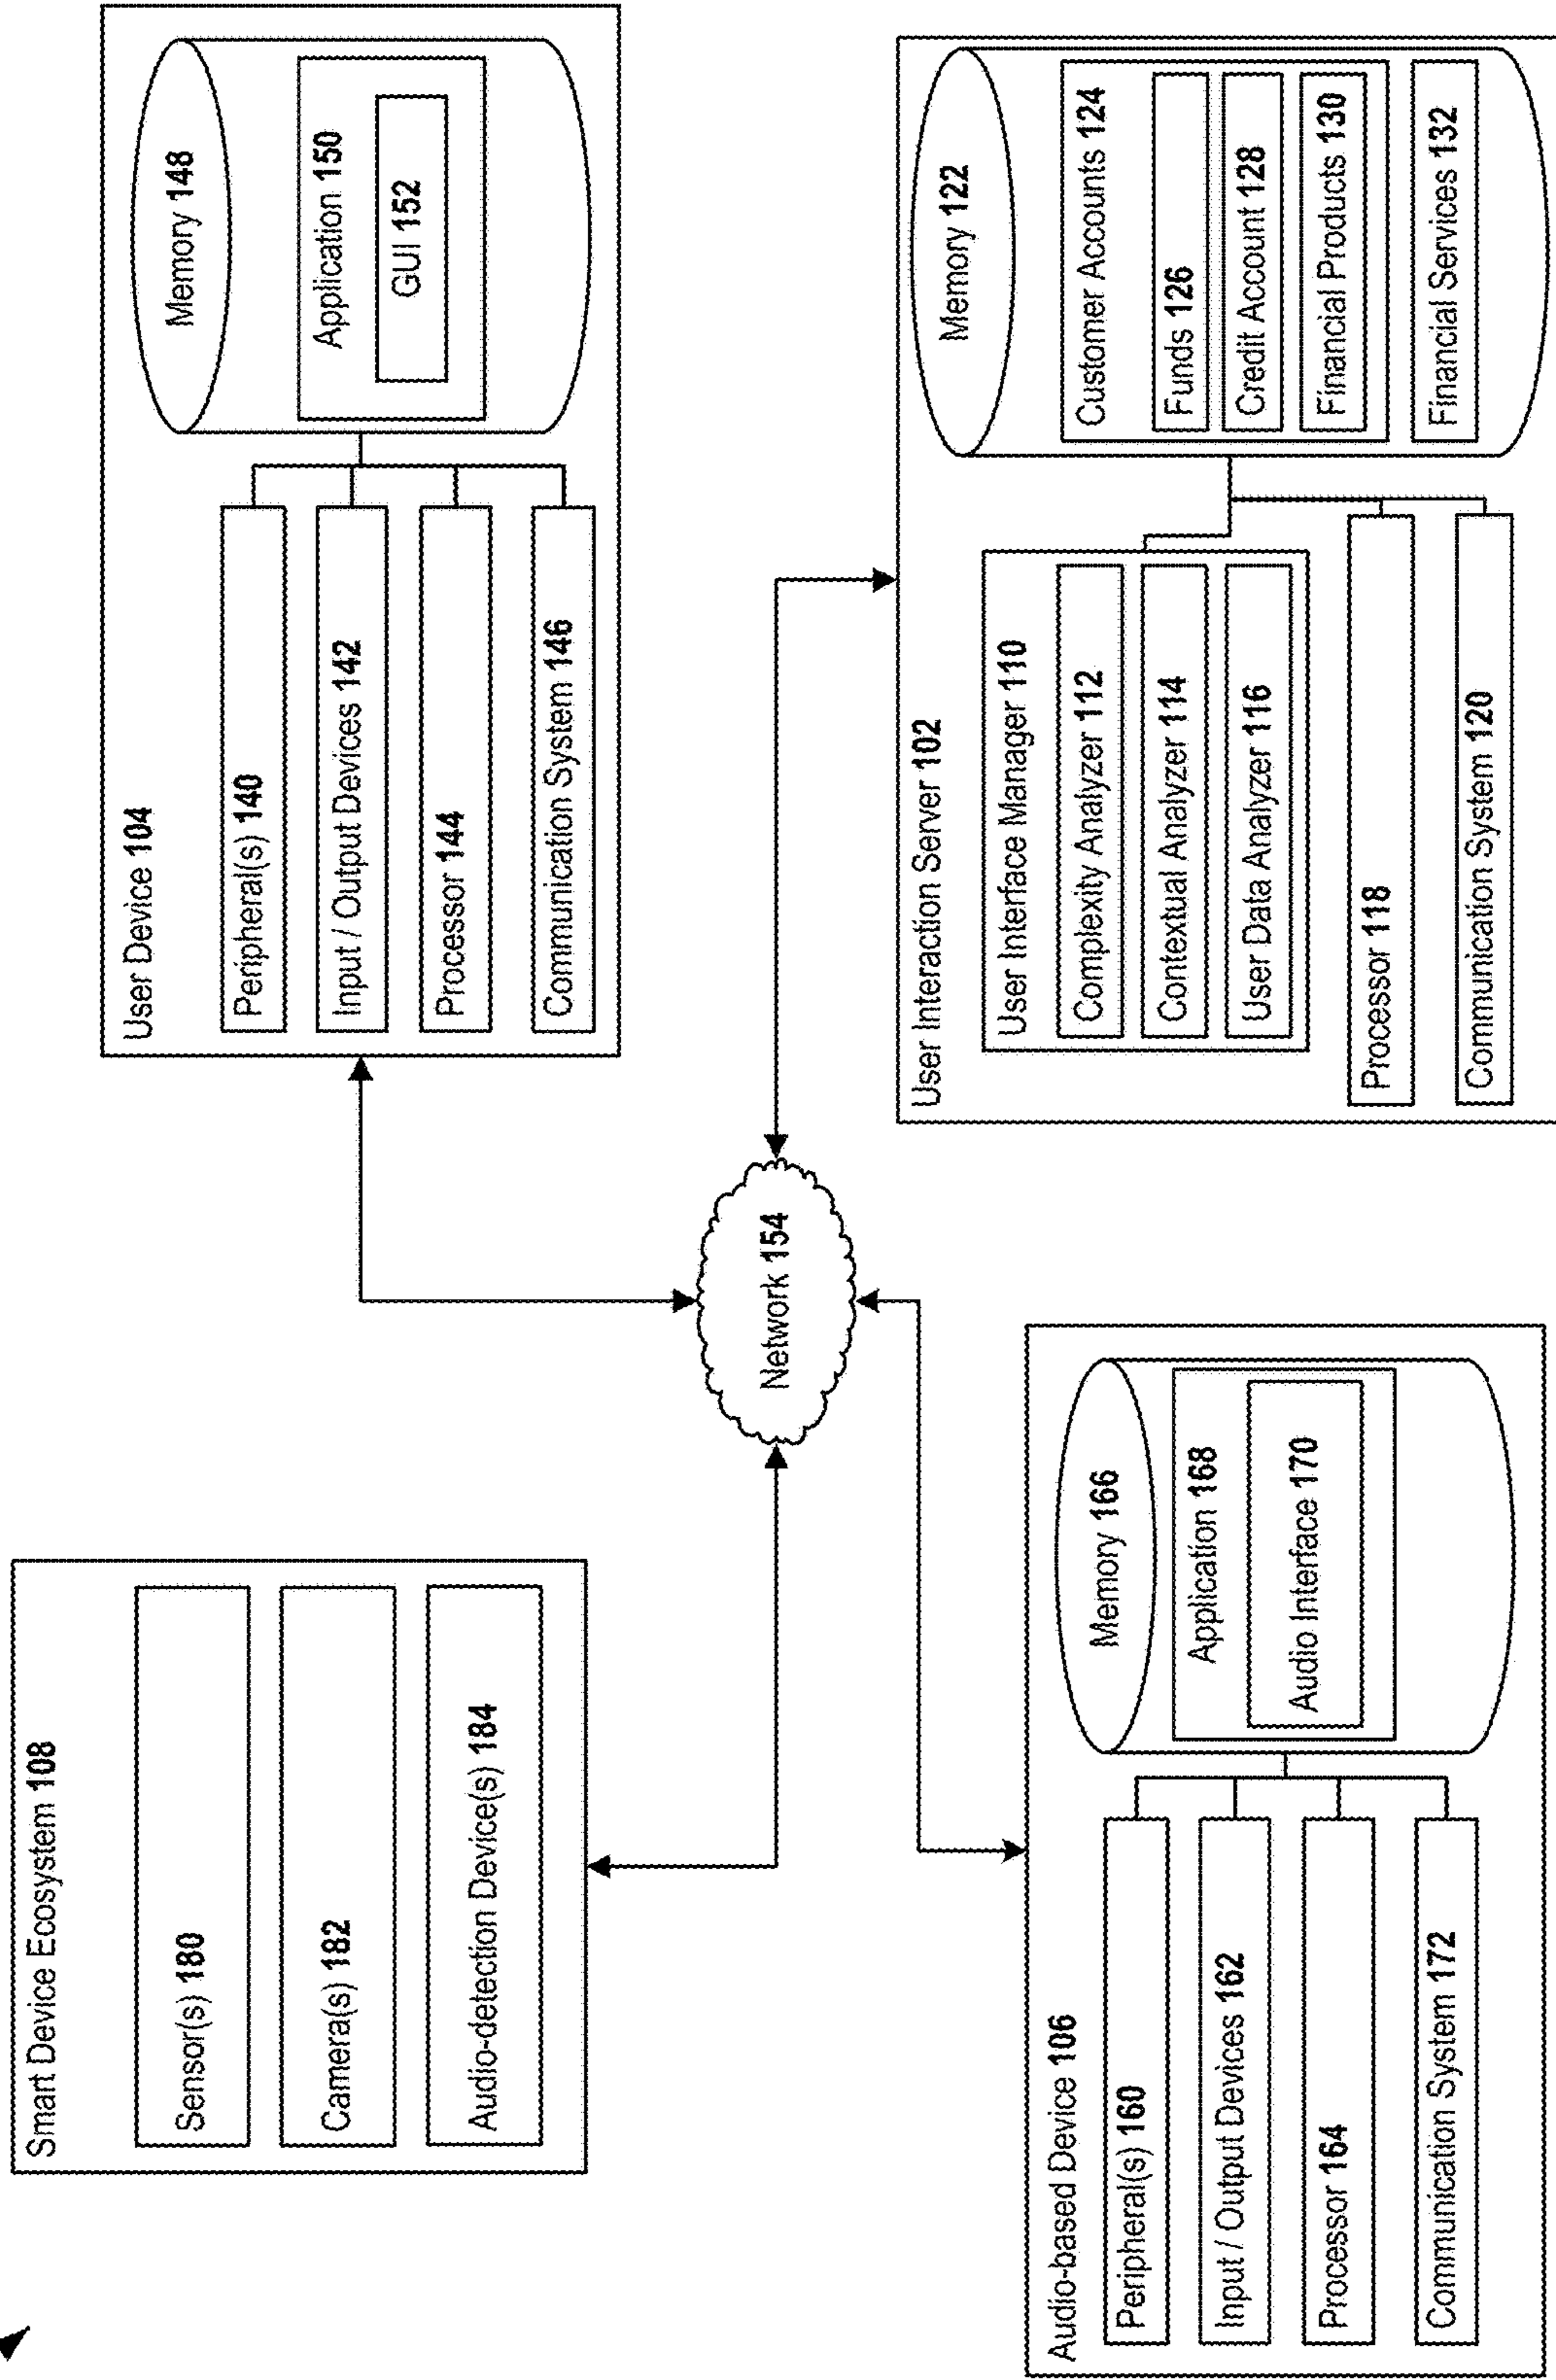 Smart Device Ecosystem 108
Sensor(s) 180
Camera(s) 182
Audio-detection Device(s) 184
User Device 104
Peripheral(s) 140
Input / Output Devices 142
Processor 144
Communication System 146
Memory 148
Application 150
GUI 152
Network 154
Audio-based Device 106
Peripheral(s) 160
Input / Output Devices 162
Processor 164
Communication System 172
Memory 166
Application 168
Audio Interface 170
User Interaction Server 102
User Interface Manager 110
Complexity Analyzer 112
Contextual Analyzer 114
User Data Analyzer 116
Processor 118
Communication System 120
Memory 122
Customer Accounts 124
Funds 126
Credit Account 128
Financial Products 130
Financial Services 132